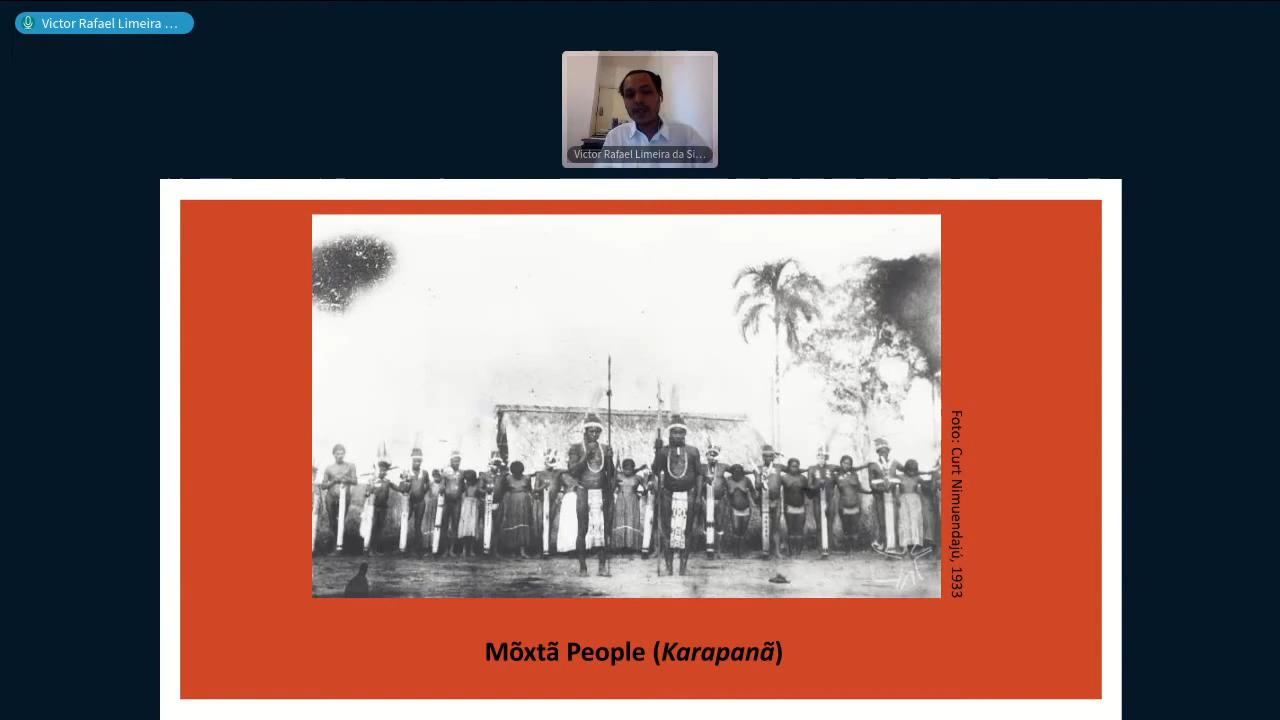 Victor Rafael Limeira ...
Victor Rafael Limeira da Si...
Foto: Curt Nimuendajú, 1933
Mõxtã People (Karapanã)